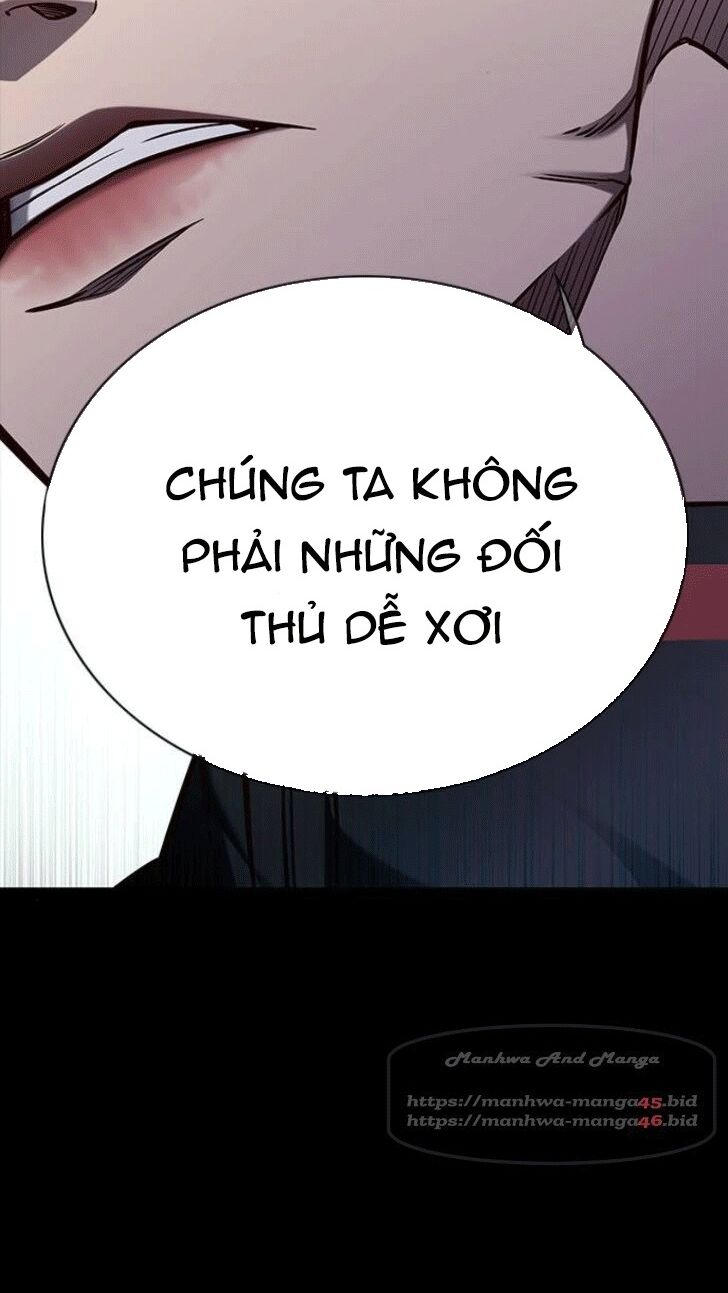 CHÚNG TA KHÔNG
PHẢI NHỮNG ĐỐI
THỦ DỄ XƠI
Manhwa And Manga
https://manhwa-manga45.bid
https://manhwa-manga46.bid